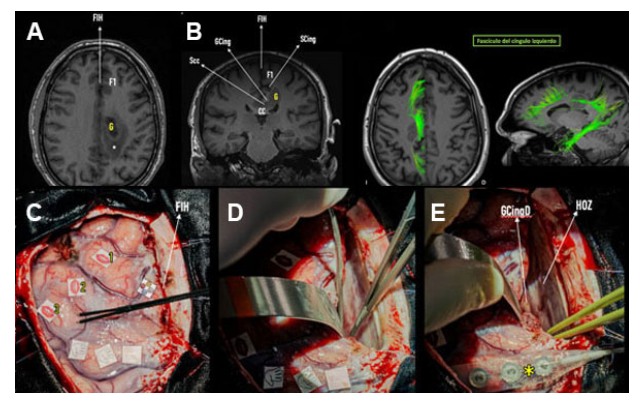 A
FIH
F1
G
*
B
FIH
GCing
SCing
Scc
F1
G
CC
Fascículo del cíngulo izquierdo
C
FIH
1
2
3
D
E
GCingD
HOZ
*